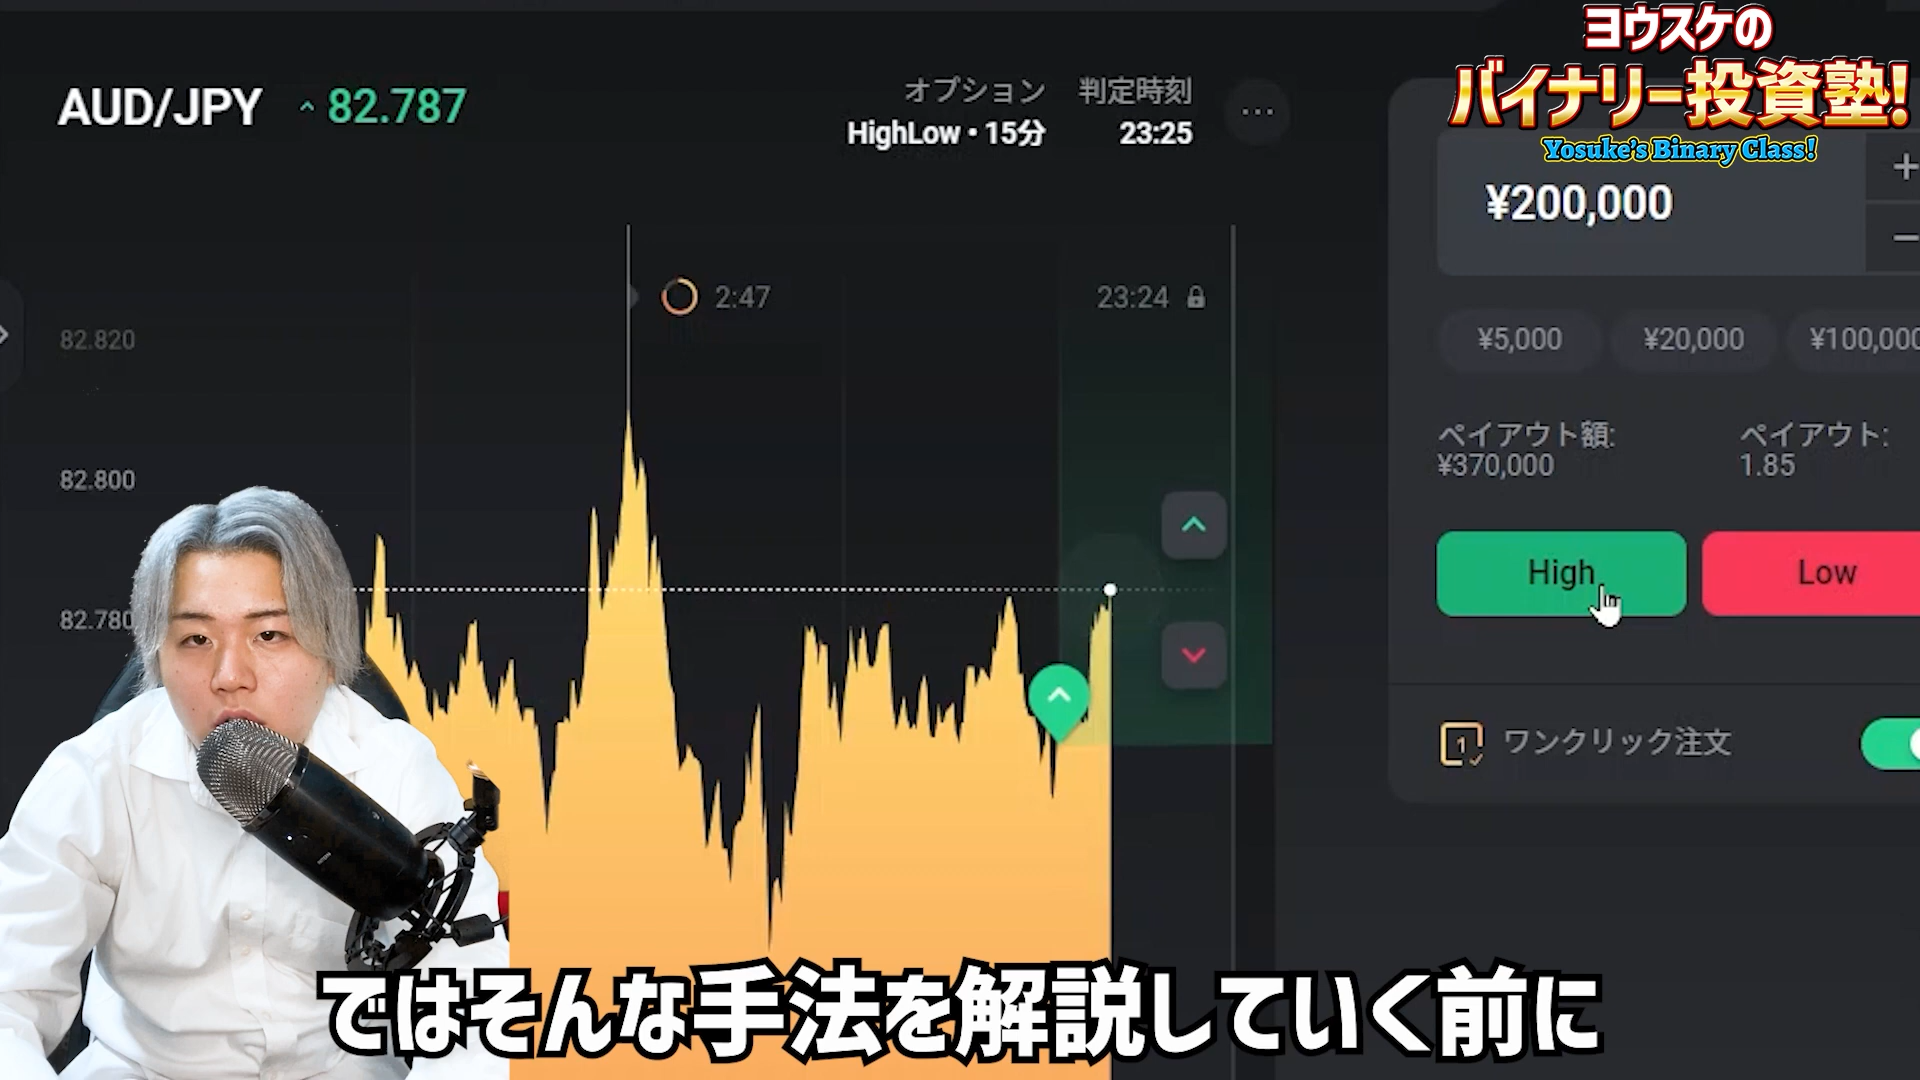 ヨウスケの
バイナリー投資塾!
Yosuke's Binary Class!
AUD/JPY 82.787
オプション 判定時刻
HighLow・15分 23:25
¥200,000
2:47
23:24
82.820
82.800
82.780
¥5,000 ¥20,000 ¥100,000
ペイアウト額: ペイアウト:
¥370,000 1.85
High Low
1 ワンクリック注文
ではそんな手法を解説していく前に